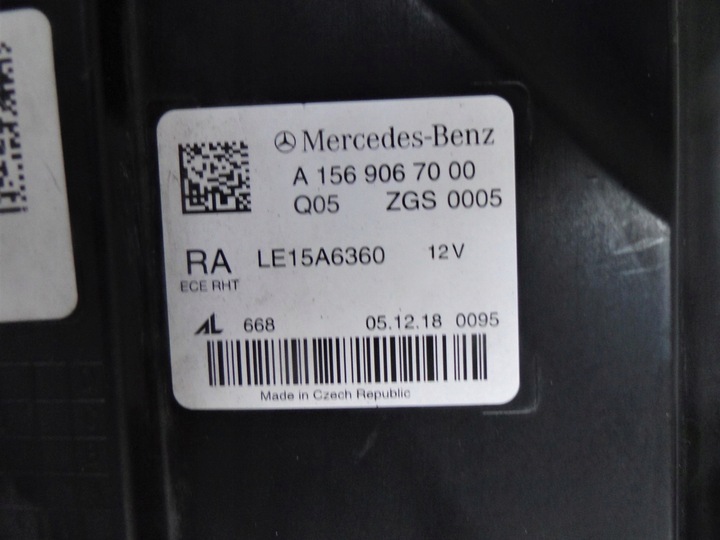 Mercedes-Benz
A 156 906 70 00
Q05 ZGS 0005
RA LE15A6360 12V
ECE RHT
AL 668 05.12.18 0095
Made in Czech Republic